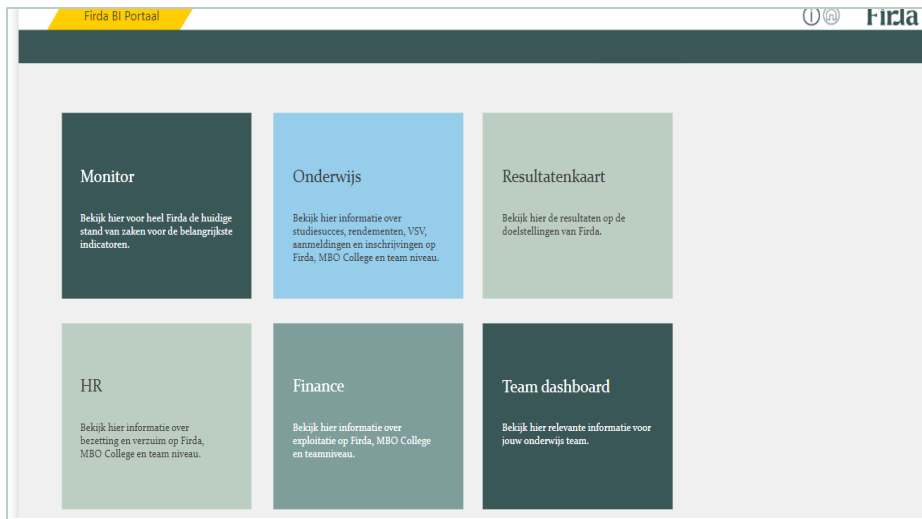 Firda BI Portaal
Firda
Monitor
Bekijk hier voor heel Firda de huidige
stand van zaken voor de belangrijkste
indicatoren.
Onderwijs
Bekijk hier informatie over
studiesucces, rendementen, VSV,
aanmeldingen en inschrijvingen op
Firda, MBO College en team niveau.
Resultatenkaart
Bekijk hier de resultaten op de
doelstellingen van Firda.
HR
Bekijk hier informatie over
bezetting en verzuim op Firda,
MBO College en team niveau.
Finance
Bekijk hier informatie over
exploitatie op Firda, MBO College
en teamniveau.
Team dashboard
Bekijk hier relevante informatie voor
jouw onderwijs team.